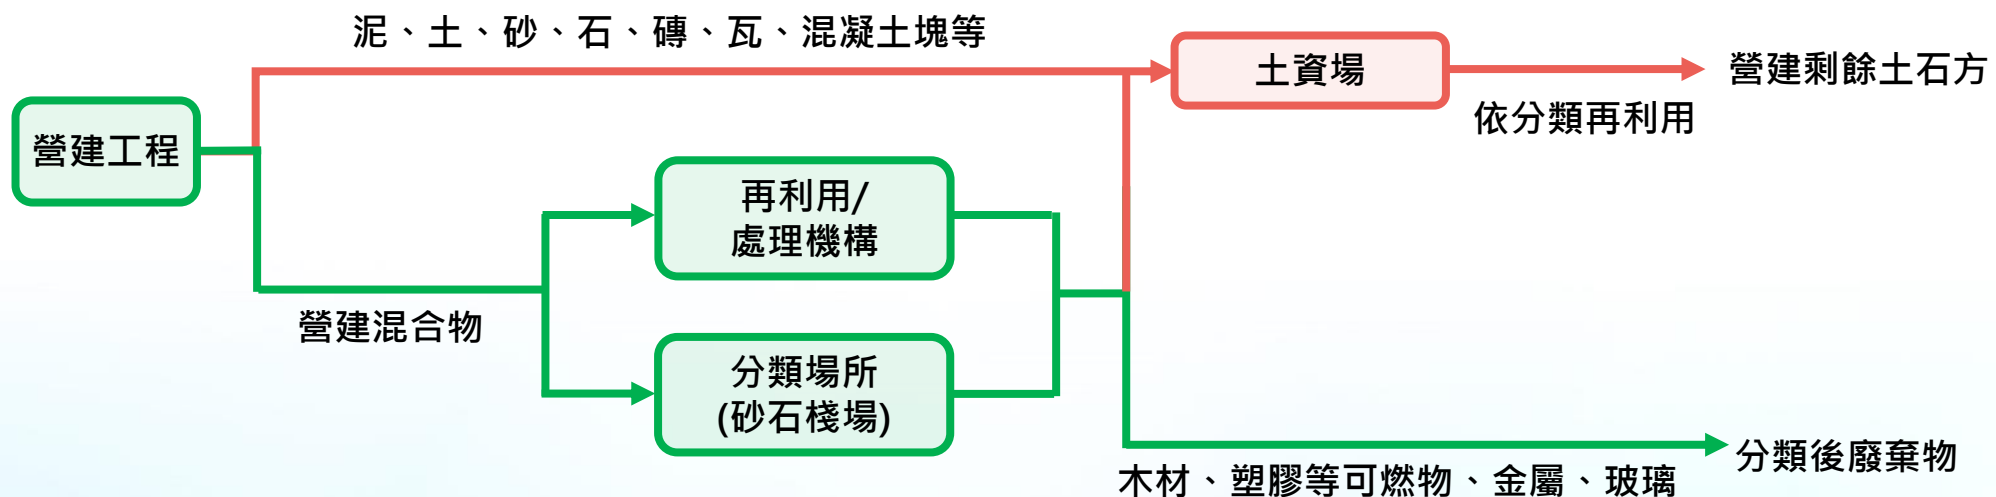 泥、土、砂、石、磚、瓦、混凝土塊等
土資場
營建剩餘土石方
依分類再利用
營建工程
再利用/
處理機構
營建混合物
分類場所
(砂石棧場)
分類後廢棄物
木材、塑膠等可燃物、金屬、玻璃